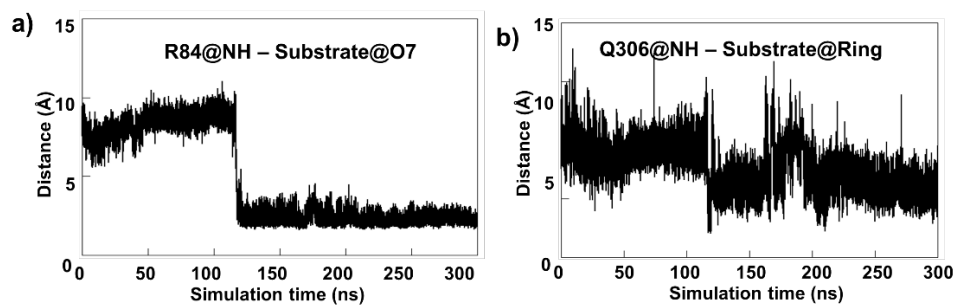 a)
R84@NH – Substrate@O7
15
10
5
0
Distance (Å)
0 50 100 150 200 250 300
Simulation time (ns)
b)
Q306@NH – Substrate@Ring
15
10
5
0
Distance (Å)
0 50 100 150 200 250 300
Simulation time (ns)